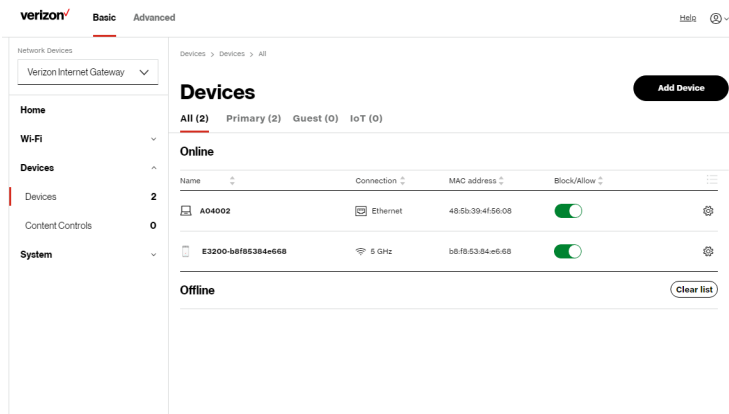 verizon
Basic Advanced
Help
Network Devices
Verizon Internet Gateway
Home
Wi-Fi
Devices
Devices 2
Content Controls 0
System
Devices > Devices > All
Devices
Add Device
All (2) Primary (2) Guest (0) IoT (0)
Online
Name Connection MAC address Block/Allow
A04002 Ethernet 48:5b:39:4f:56:08
E3200-b8f85384e668 5 GHz b8:f8:53:84:e6:68
Offline
Clear list